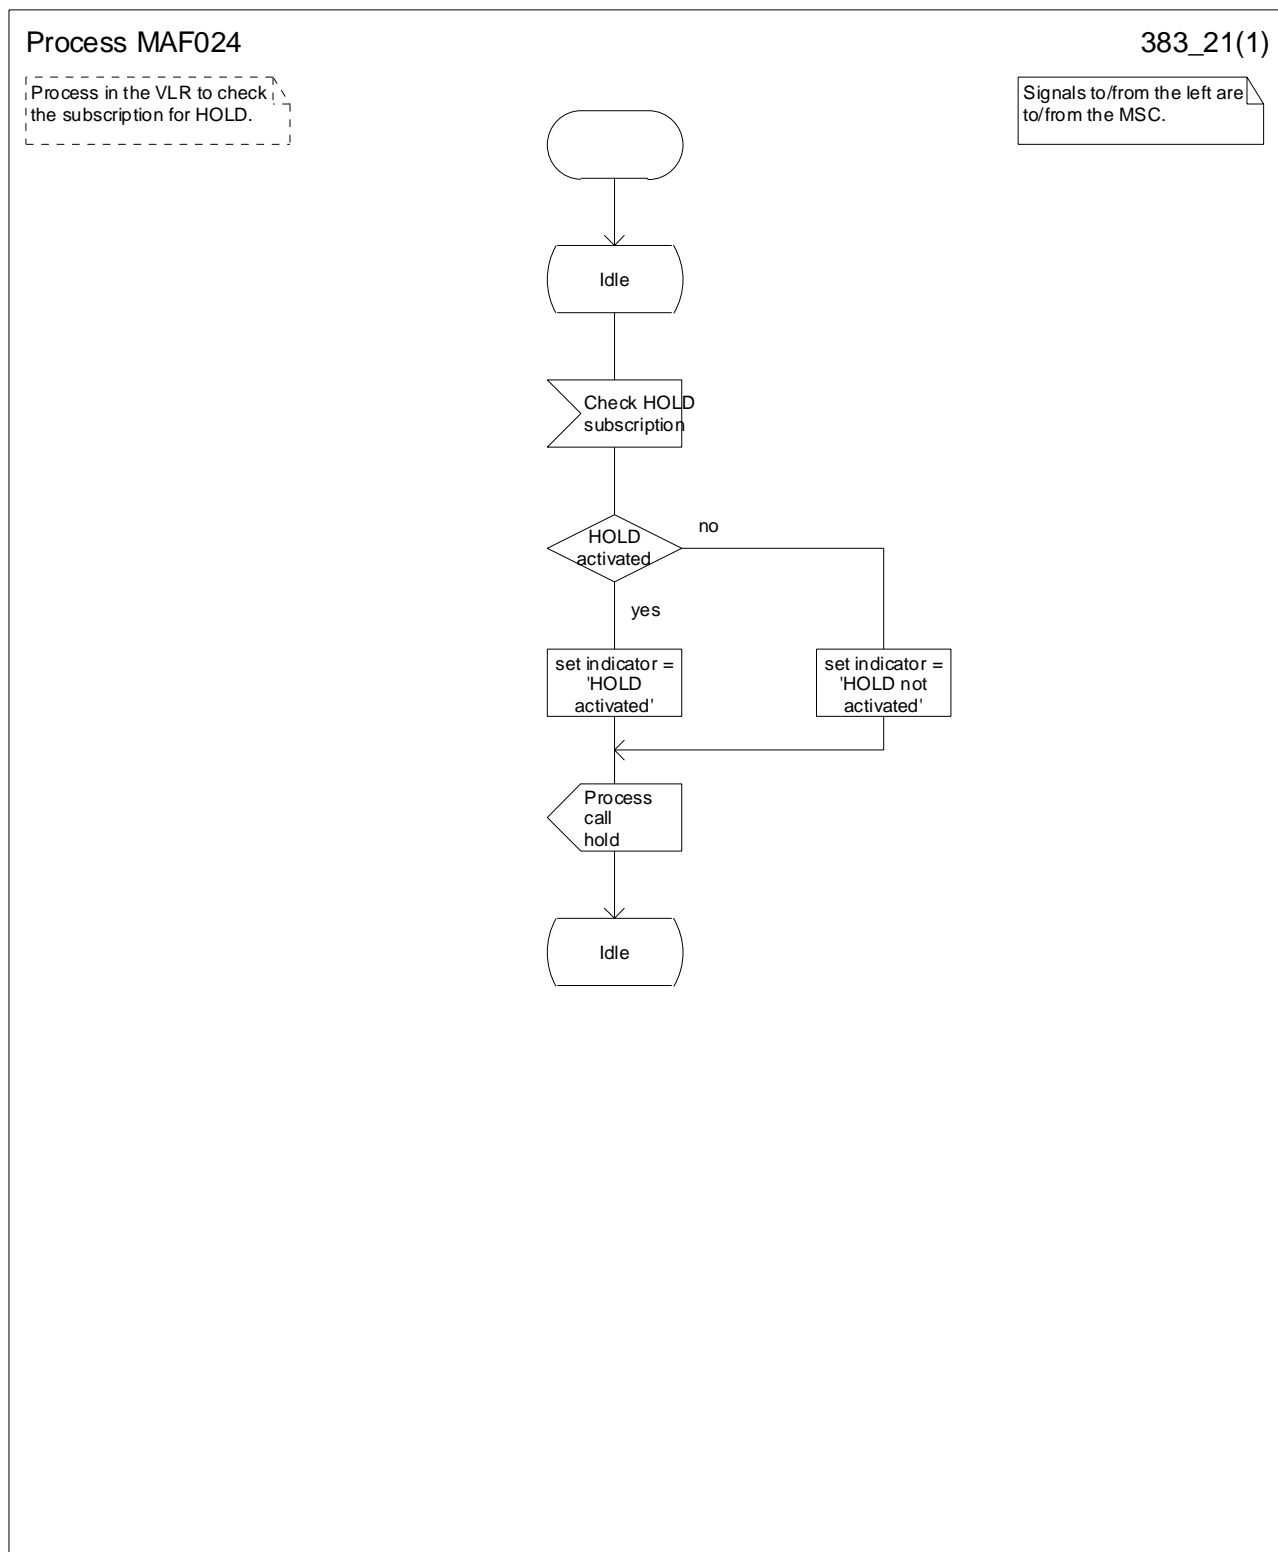 Process MAF024
383_21(1)
Process in the VLR to check
the subscription for HOLD.
Signals to/from the left are
to/from the MSC.
Idle
Check HOLD
subscription
HOLD
activated
no
yes
set indicator =
'HOLD
activated'
set indicator =
'HOLD not
activated'
Process
call
hold
Idle